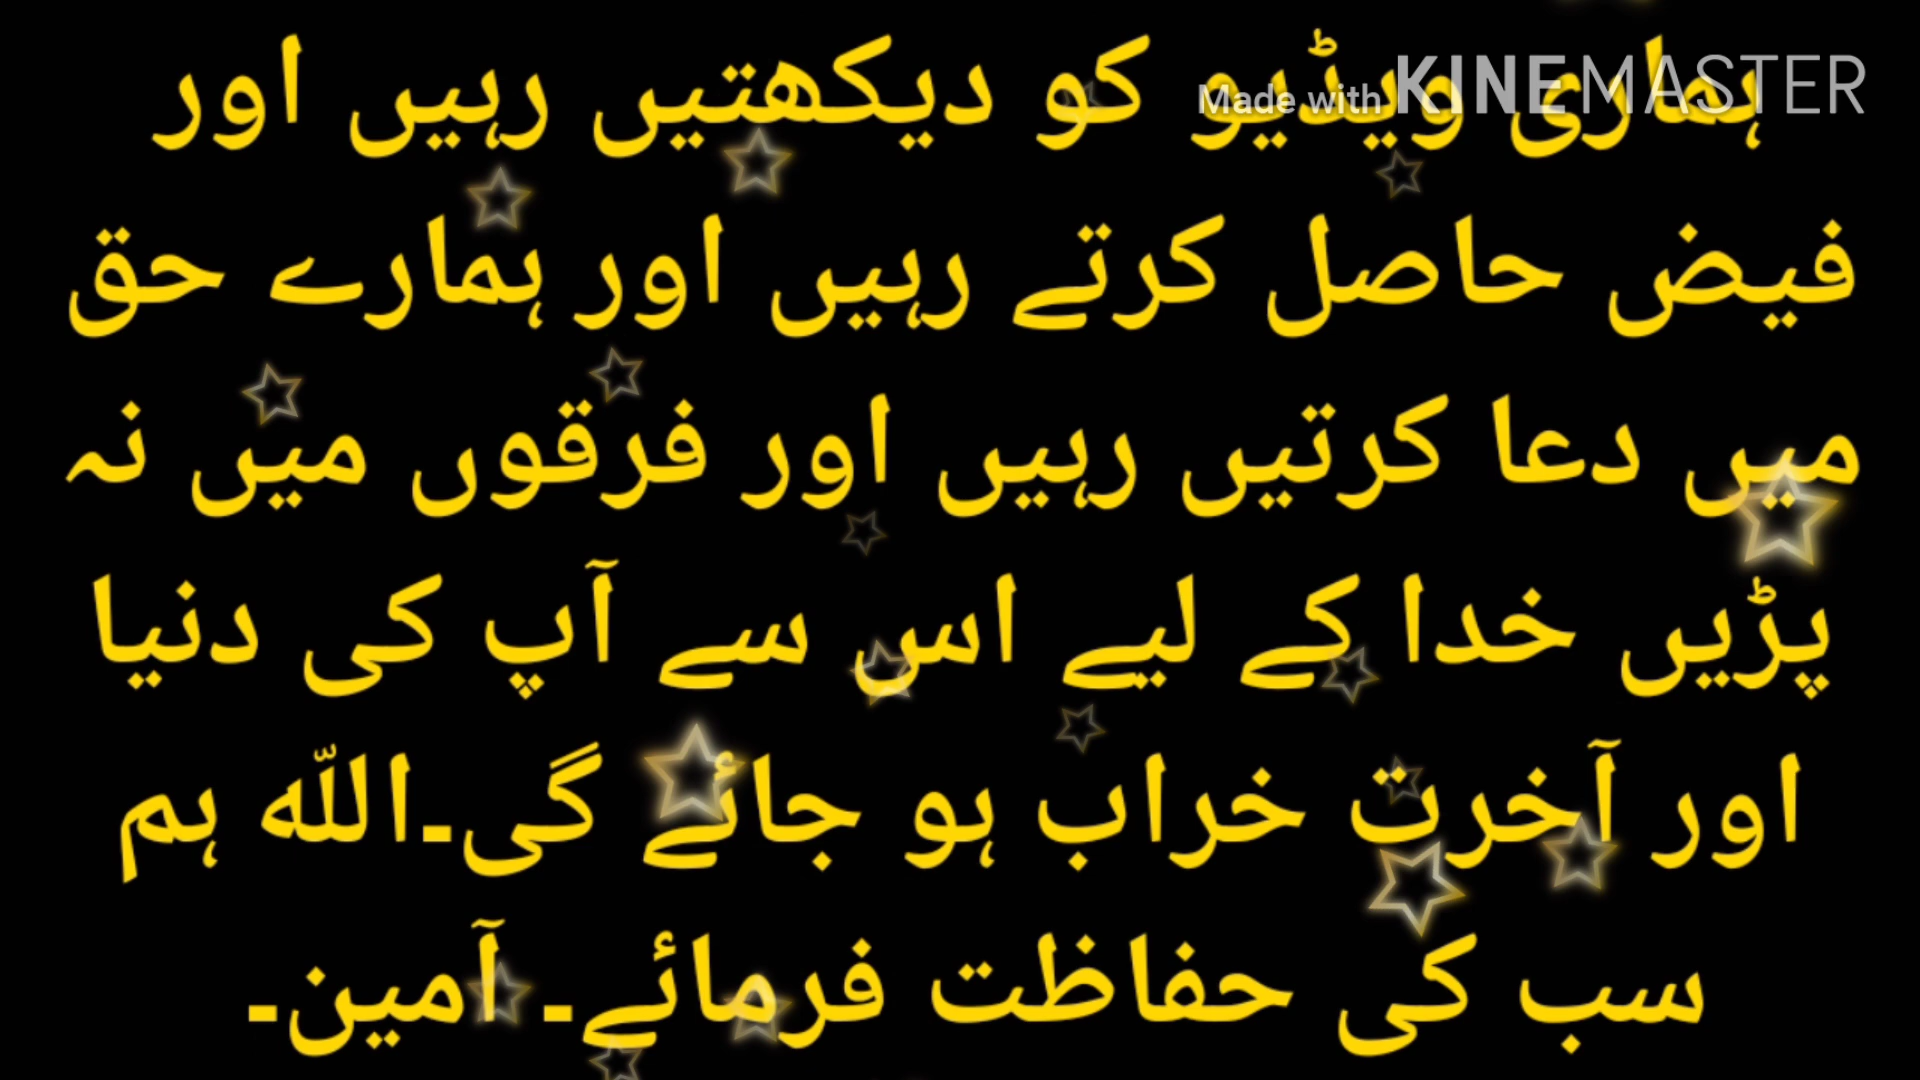 Made with KINEMASTER
ہماری ویڈیو کو دیکھتیں رہیں اور
فیض حاصل کرتے رہیں اور ہمارے حق
میں دعا کرتیں رہیں اور فرقوں میں نہ
پڑیں خدا کے لیے اس سے آپ کی دنیا
اور آخرت خراب ہو جائے گی۔اللّٰہ ہم
سب کی حفاظت فرمائے۔ آمین۔